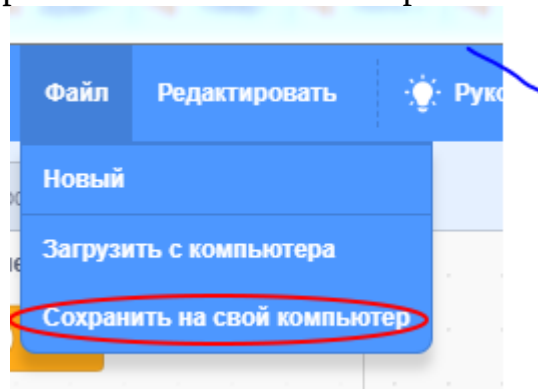 Файл Редактировать
Новый
Загрузить с компьютера
Сохранить на свой компьютер